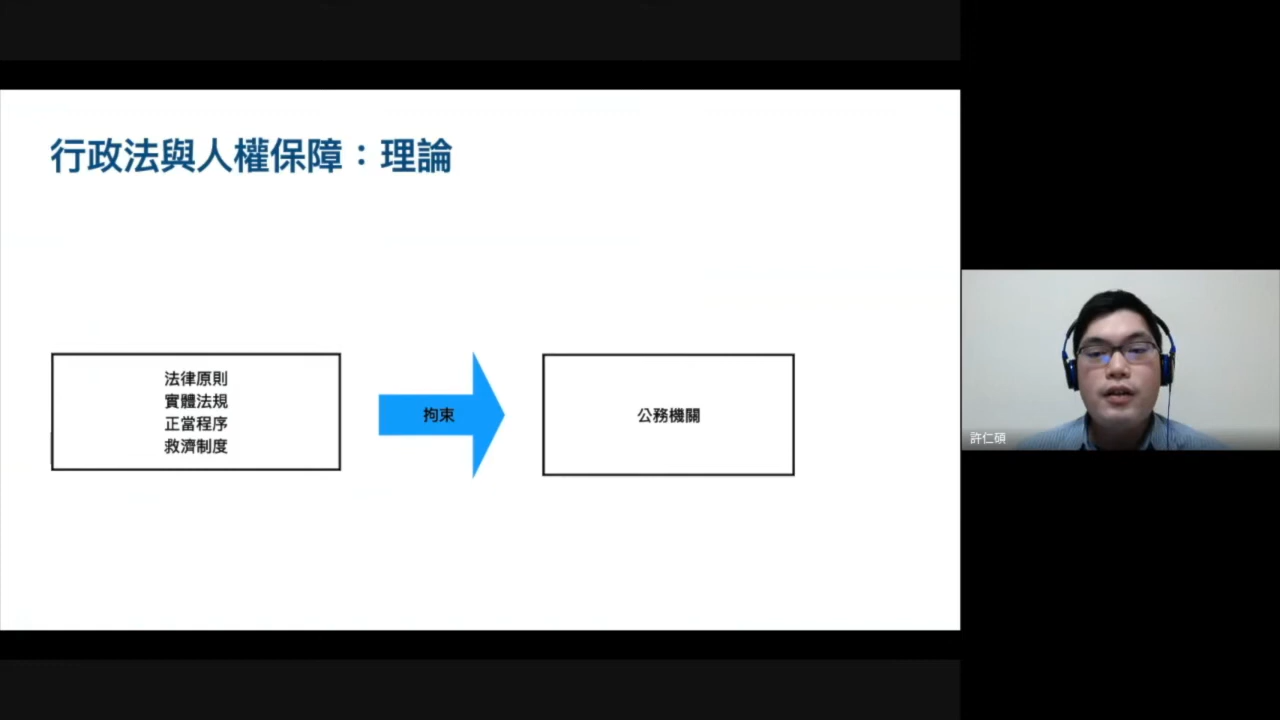 行政法與人權保障：理論
法律原則
實體法規
正當程序
救濟制度
拘束
公務機關
許仁碩